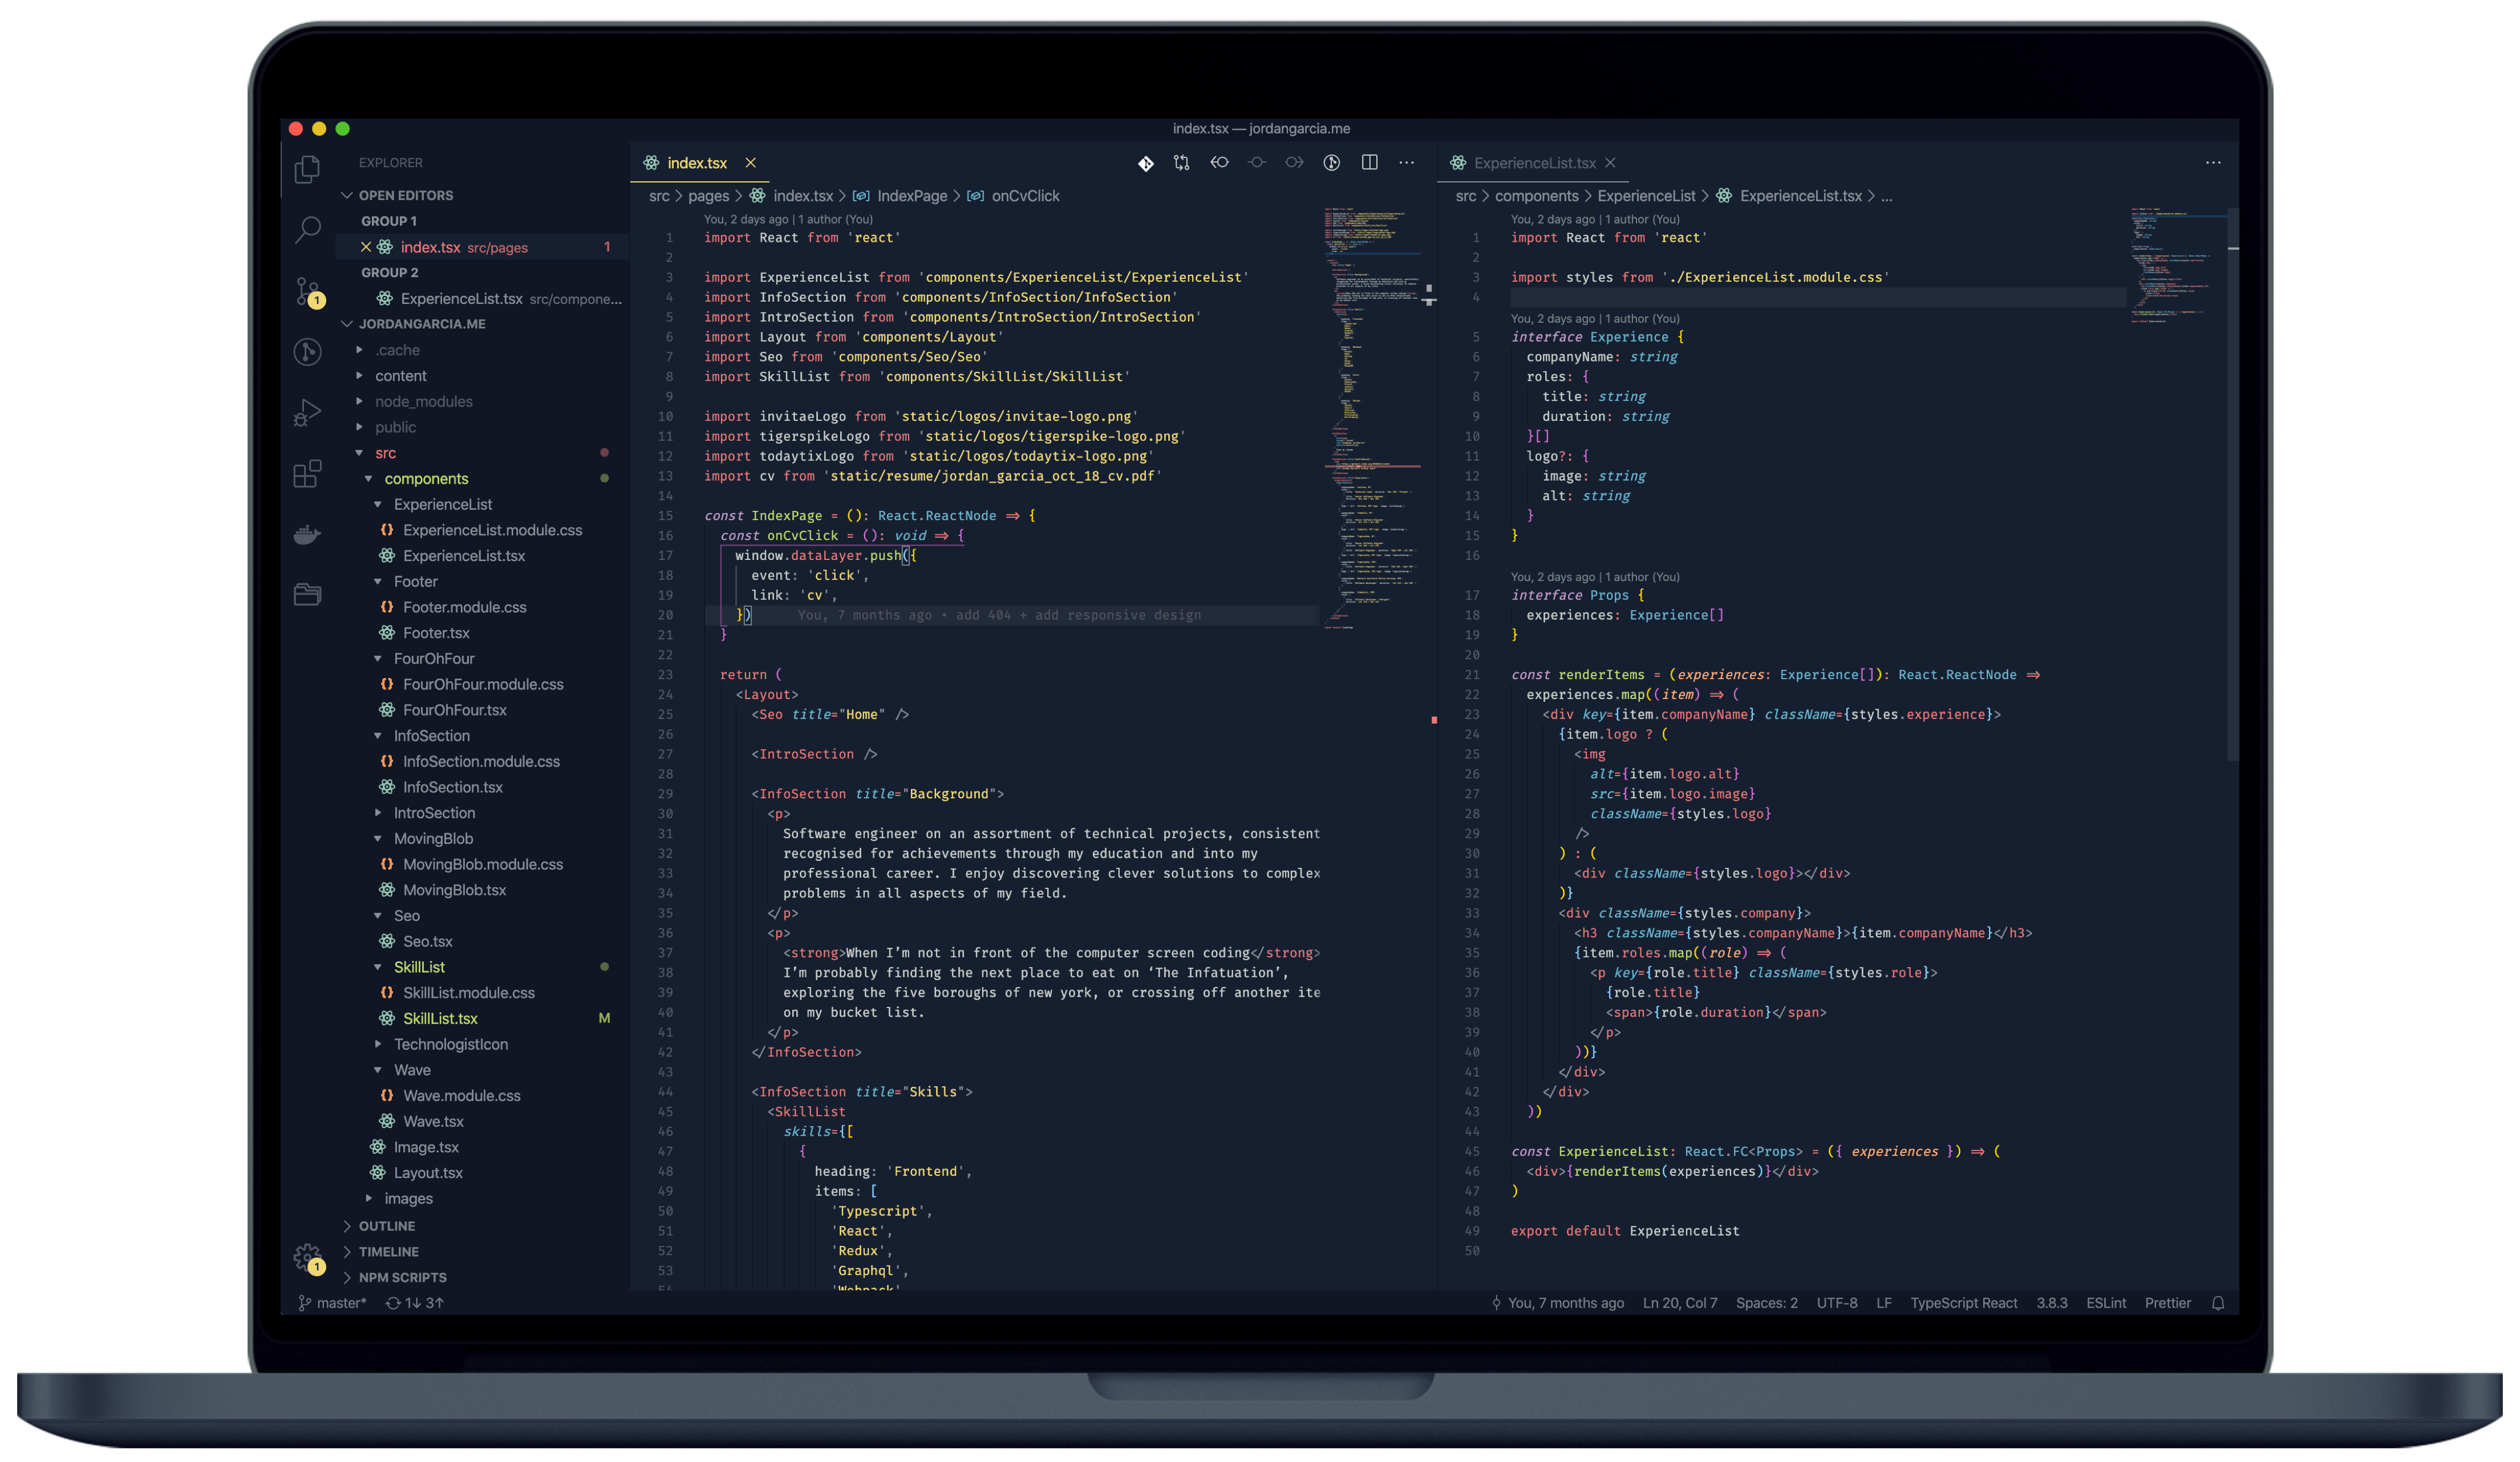 index.tsx — jordangarcia.me
EXPLORER
OPEN EDITORS
GROUP 1
index.tsx src/pages 1
GROUP 2
ExperienceList.tsx src/compone...
JORDANGARCIA.ME
.cache
content
node_modules
public
src
components
ExperienceList
ExperienceList.module.css
ExperienceList.tsx
Footer
Footer.module.css
Footer.tsx
FourOhFour
FourOhFour.module.css
FourOhFour.tsx
InfoSection
InfoSection.module.css
InfoSection.tsx
IntroSection
MovingBlob
MovingBlob.module.css
MovingBlob.tsx
Seo
Seo.tsx
SkillList
SkillList.module.css
SkillList.tsx M
TechnologistIcon
Wave
Wave.module.css
Wave.tsx
Image.tsx
Layout.tsx
images
OUTLINE
TIMELINE
NPM SCRIPTS
1
1
index.tsx
src > pages > index.tsx > IndexPage > onCvClick
You, 2 days ago | 1 author (You)
1 import React from 'react'
2
3 import ExperienceList from 'components/ExperienceList/ExperienceList'
4 import InfoSection from 'components/InfoSection/InfoSection'
5 import IntroSection from 'components/IntroSection/IntroSection'
6 import Layout from 'components/Layout'
7 import Seo from 'components/Seo/Seo'
8 import SkillList from 'components/SkillList/SkillList'
9
10 import invitaeLogo from 'static/logos/invitae-logo.png'
11 import tigerspikeLogo from 'static/logos/tigerspike-logo.png'
12 import todaytixLogo from 'static/logos/todaytix-logo.png'
13 import cv from 'static/resume/jordan_garcia_oct_18_cv.pdf'
14
15 const IndexPage = (): React.ReactNode ⇒ {
16 const onCvClick = (): void ⇒ {
17 window.dataLayer.push({
18 event: 'click',
19 link: 'cv',
20 }) You, 7 months ago • add 404 + add responsive design
21 }
22
23 return (
24 <Layout>
25 <Seo title="Home" />
26
27 <IntroSection />
28
29 <InfoSection title="Background">
30 <p>
31 Software engineer on an assortment of technical projects, consistent
32 recognised for achievements through my education and into my
33 professional career. I enjoy discovering clever solutions to complex
34 problems in all aspects of my field.
35 </p>
36 <p>
37 <strong>When I’m not in front of the computer screen coding</strong>
38 I’m probably finding the next place to eat on ‘The Infatuation’,
39 exploring the five boroughs of new york, or crossing off another ite
40 on my bucket list.
41 </p>
42 </InfoSection>
43
44 <InfoSection title="Skills">
45 <SkillList
46 skills={[
47 {
48 heading: 'Frontend',
49 items: [
50 'Typescript',
51 'React',
52 'Redux',
53 'Graphql',
54 'Webpack'
ExperienceList.tsx
src > components > ExperienceList > ExperienceList.tsx > ...
You, 2 days ago | 1 author (You)
1 import React from 'react'
2
3 import styles from './ExperienceList.module.css'
4
You, 2 days ago | 1 author (You)
5 interface Experience {
6 companyName: string
7 roles: {
8 title: string
9 duration: string
10 }[]
11 logo?: {
12 image: string
13 alt: string
14 }
15 }
16
You, 2 days ago | 1 author (You)
17 interface Props {
18 experiences: Experience[]
19 }
20
21 const renderItems = (experiences: Experience[]): React.ReactNode ⇒
22 experiences.map((item) ⇒ (
23 <div key={item.companyName} className={styles.experience}>
24 {item.logo ? (
25 <img
26 alt={item.logo.alt}
27 src={item.logo.image}
28 className={styles.logo}
29 />
30 ) : (
31 <div className={styles.logo}></div>
32 )}
33 <div className={styles.company}>
34 <h3 className={styles.companyName}>{item.companyName}</h3>
35 {item.roles.map((role) ⇒ (
36 <p key={role.title} className={styles.role}>
37 {role.title}
38 <span>{role.duration}</span>
39 </p>
40 ))}
41 </div>
42 </div>
43 ))
44
45 const ExperienceList: React.FC<Props> = ({ experiences }) ⇒ (
46 <div>{renderItems(experiences)}</div>
47 )
48
49 export default ExperienceList
50
master* 1↓ 3↑
You, 7 months ago Ln 20, Col 7 Spaces: 2 UTF-8 LF TypeScript React 3.8.3 ESLint Prettier